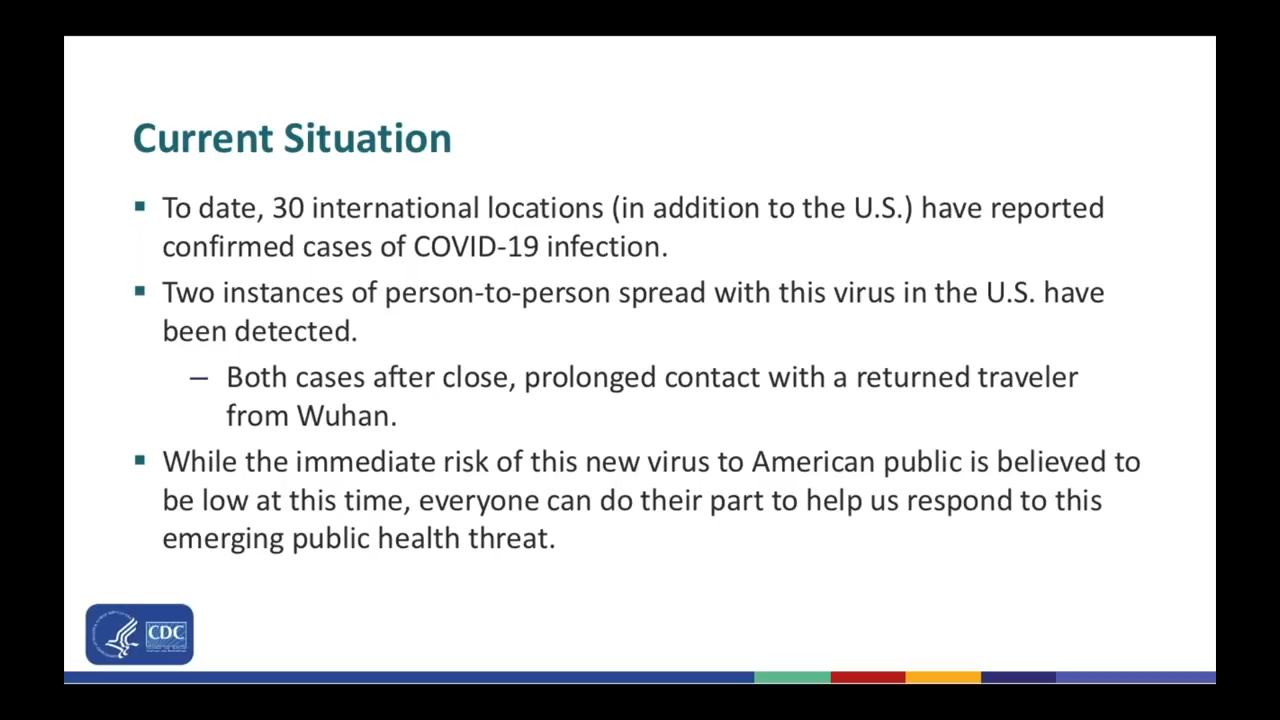 Current Situation
▪ To date, 30 international locations (in addition to the U.S.) have reported
confirmed cases of COVID-19 infection.
▪ Two instances of person-to-person spread with this virus in the U.S. have
been detected.
– Both cases after close, prolonged contact with a returned traveler
from Wuhan.
▪ While the immediate risk of this new virus to American public is believed to
be low at this time, everyone can do their part to help us respond to this
emerging public health threat.
CDC